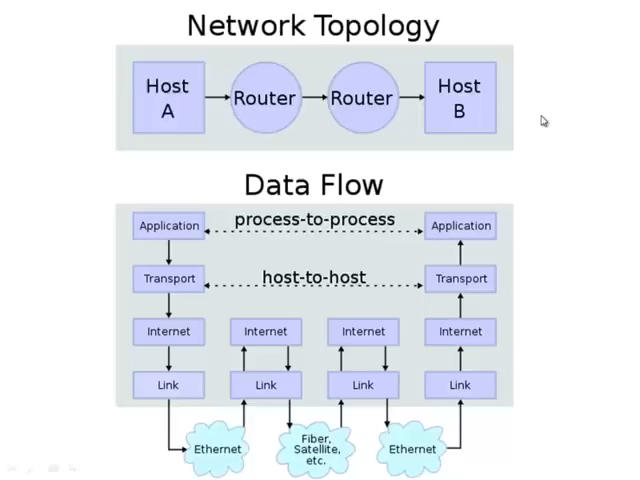 Network Topology
Host
A
Router
Router
Host
B
Data Flow
Application
process-to-process
Application
Transport
host-to-host
Transport
Internet
Internet
Internet
Internet
Link
Link
Link
Link
Ethernet
Fiber,
Satellite,
etc.
Ethernet